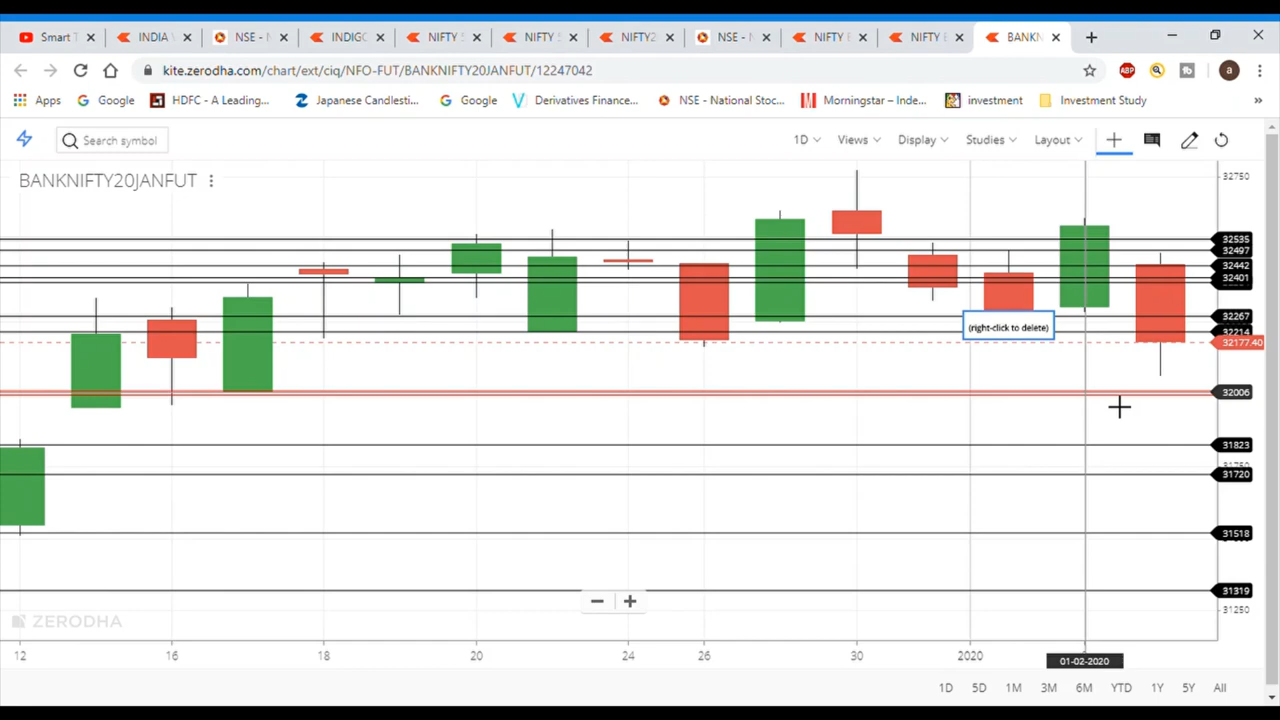 Smart T
INDIA V
NSE - N
INDIGO
NIFTY S
NIFTY S
NIFTY2
NSE - M
NIFTY B
NIFTY B
BANKN
kite.zerodha.com/chart/ext/ciq/NFO-FUT/BANKNIFTY20JANFUT/12247042
ABP
a
Apps
Google
HDFC - A Leading...
Japanese Candlesti...
Google
Derivatives Finance...
NSE - National Stoc...
Morningstar – Inde...
investment
Investment Study
Search symbol
1D
Views
Display
Studies
Layout
BANKNIFTY20JANFUT
32750
32535
32497
32442
32401
32267
32214
32177.40
32006
31823
31720
31518
31319
31250
(right-click to delete)
ZERODHA
12
16
18
20
24
26
30
2020
01-02-2020
1D
5D
1M
3M
6M
YTD
1Y
5Y
All